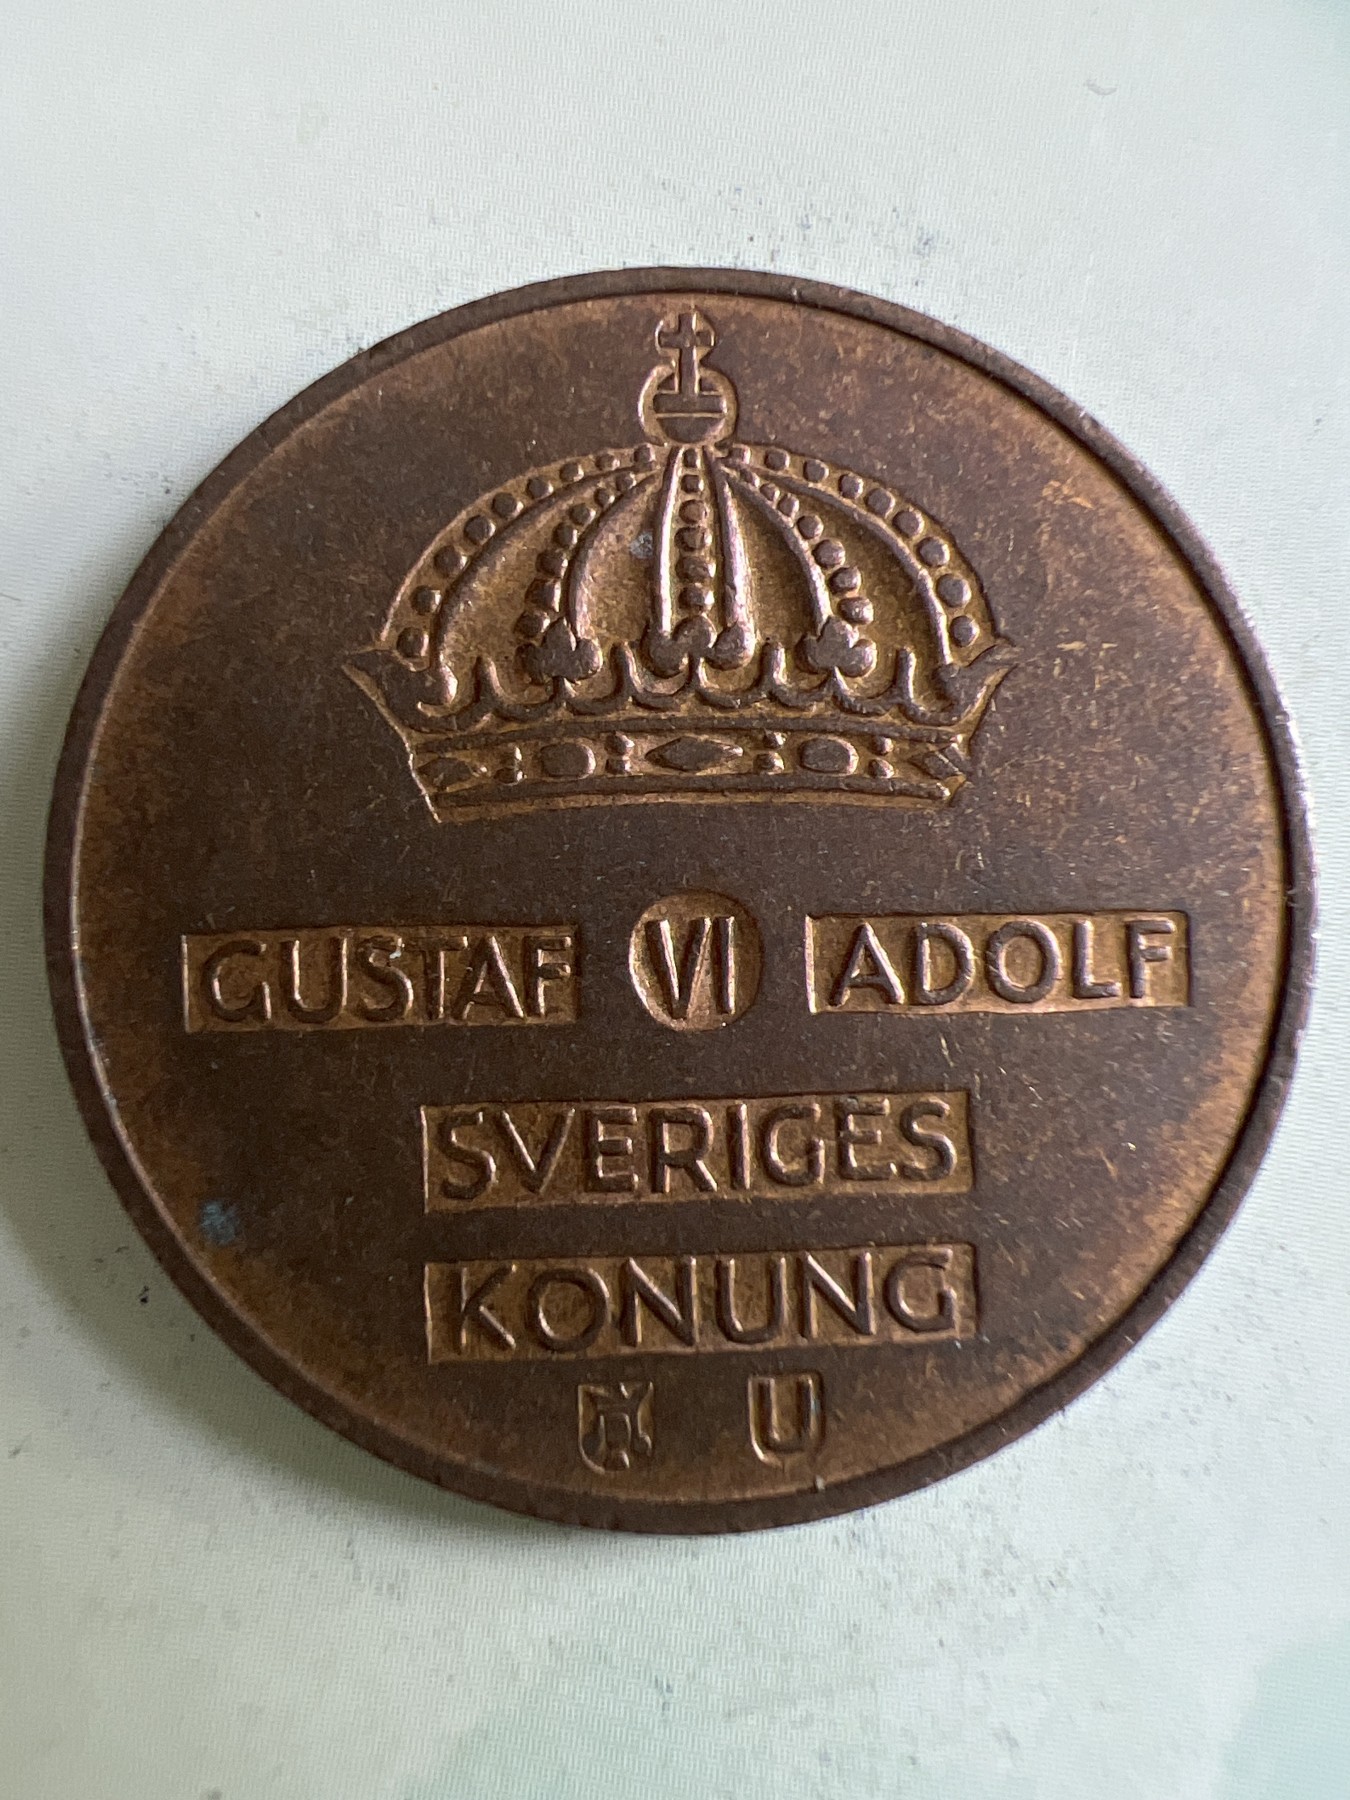 GUSTAF VI ADOLF
SVERIGES
KONUNG
U